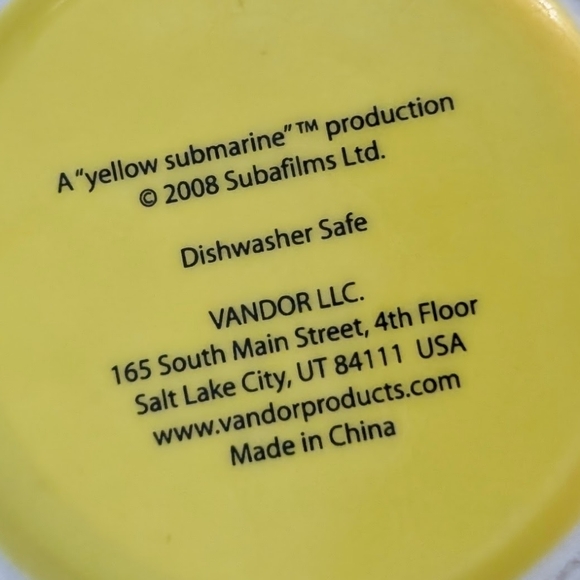 A “yellow submarine”™ production
© 2008 Subafilms Ltd.
Dishwasher Safe
VANDOR LLC.
165 South Main Street, 4th Floor
Salt Lake City, UT 84111 USA
www.vandorproducts.com
Made in China